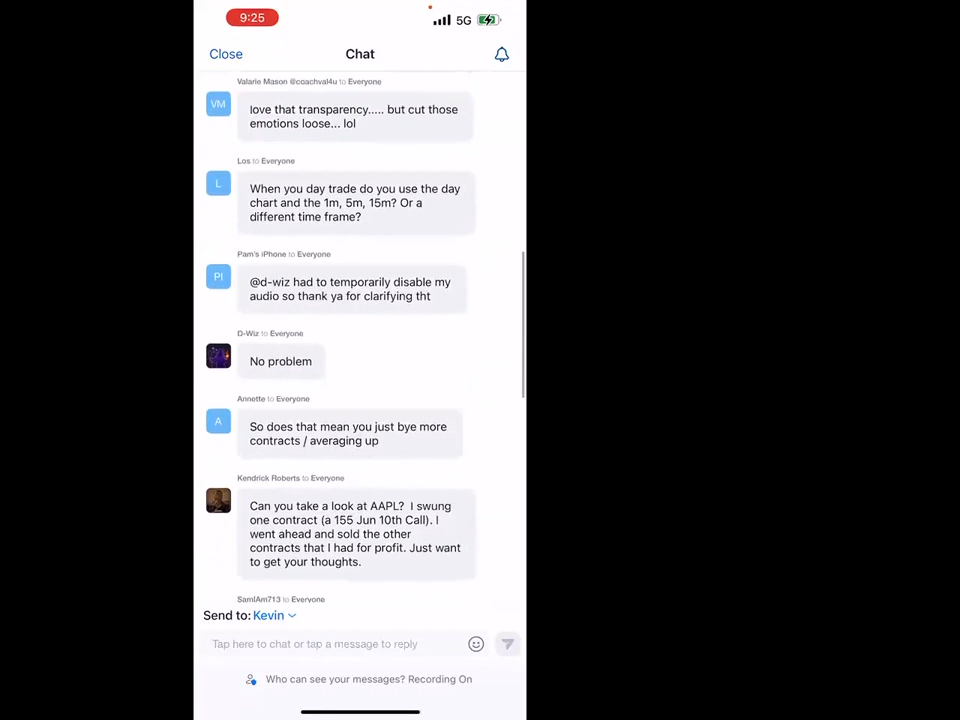 9:25
5G
Close
Chat
Valarie Mason @coachval4u to Everyone
VM
love that transparency..... but cut those
emotions loose... lol
Los to Everyone
L
When you day trade do you use the day
chart and the 1m, 5m, 15m? Or a
different time frame?
Pam's iPhone to Everyone
PI
@d-wiz had to temporarily disable my
audio so thank ya for clarifying tht
D-Wiz to Everyone
No problem
Annette to Everyone
A
So does that mean you just bye more
contracts / averaging up
Kendrick Roberts to Everyone
Can you take a look at AAPL?  I swung
one contract (a 155 Jun 10th Call). I
went ahead and sold the other
contracts that I had for profit. Just want
to get your thoughts.
SamIAm713 to Everyone
Send to: Kevin
Tap here to chat or tap a message to reply
Who can see your messages? Recording On